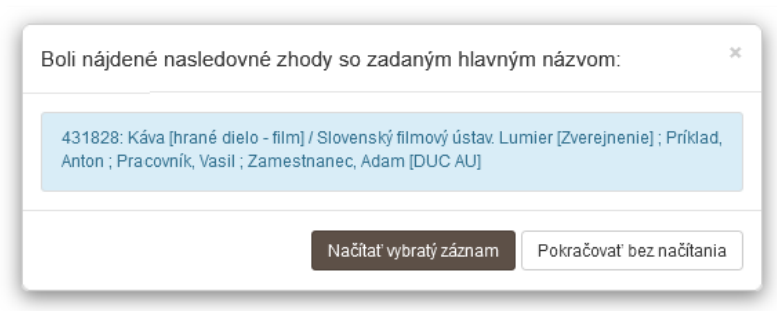 Boli nájdené nasledovné zhody so zadaným hlavným názvom:
×
431828: Káva [hrané dielo - film] / Slovenský filmový ústav. Lumier [Zverejnenie] ; Príklad,
Anton ; Pracovník, Vasil ; Zamestnanec, Adam [DUC AU]
Načítať vybratý záznam
Pokračovať bez načítania